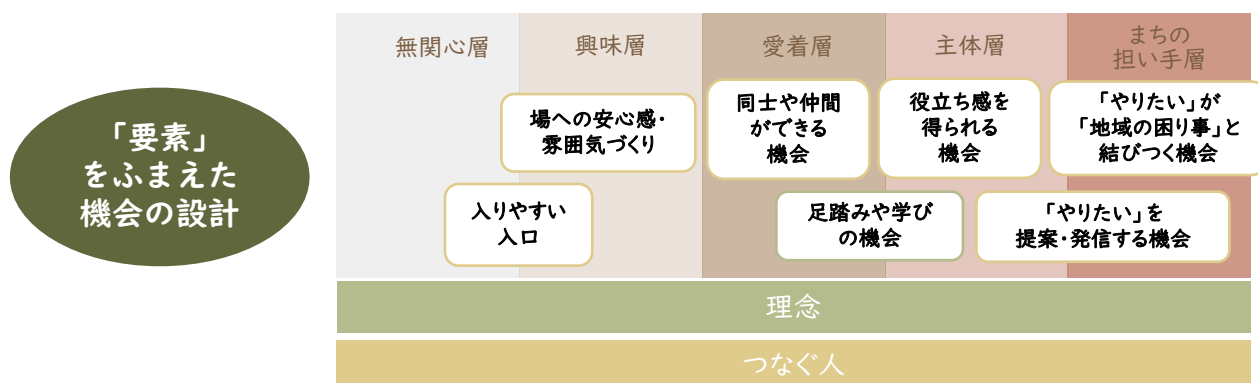 「要素」
をふまえた
機会の設計
無関心層
興味層
愛着層
主体層
まちの
担い手層
場への安心感・
雰囲気づくり
同士や仲間
ができる
機会
役立ち感を
得られる
機会
「やりたい」が
「地域の困り事」と
結びつく機会
入りやすい
入口
足踏みや学び
の機会
「やりたい」を
提案・発信する機会
理念
つなぐ人